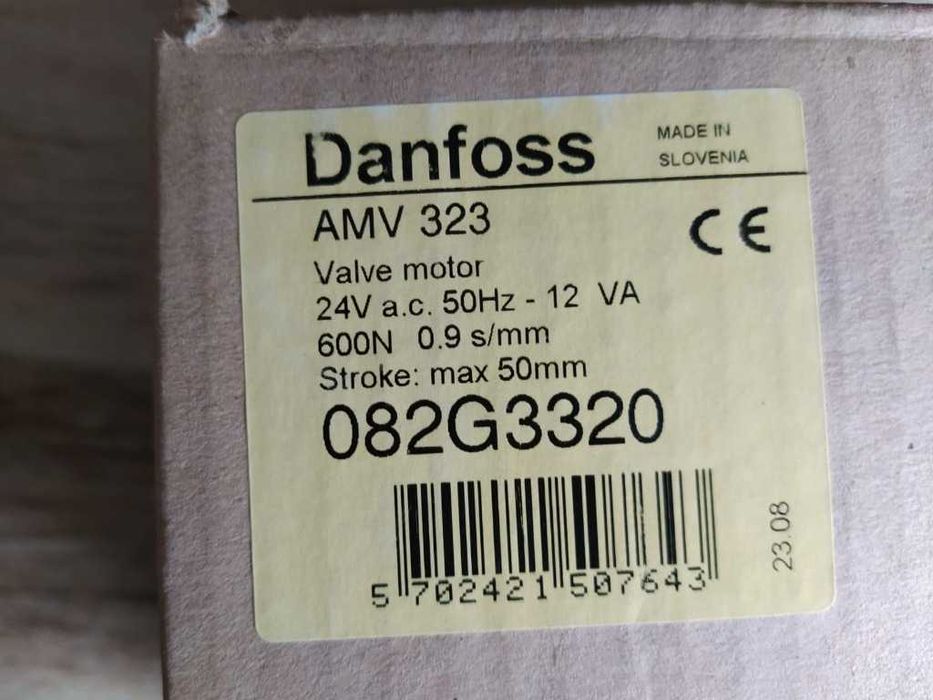 Danfoss
MADE IN
SLOVENIA
AMV 323
Valve motor
24V a.c. 50Hz - 12 VA
600N 0.9 s/mm
Stroke: max 50mm
082G3320
CE
5 702421 507643
23.08